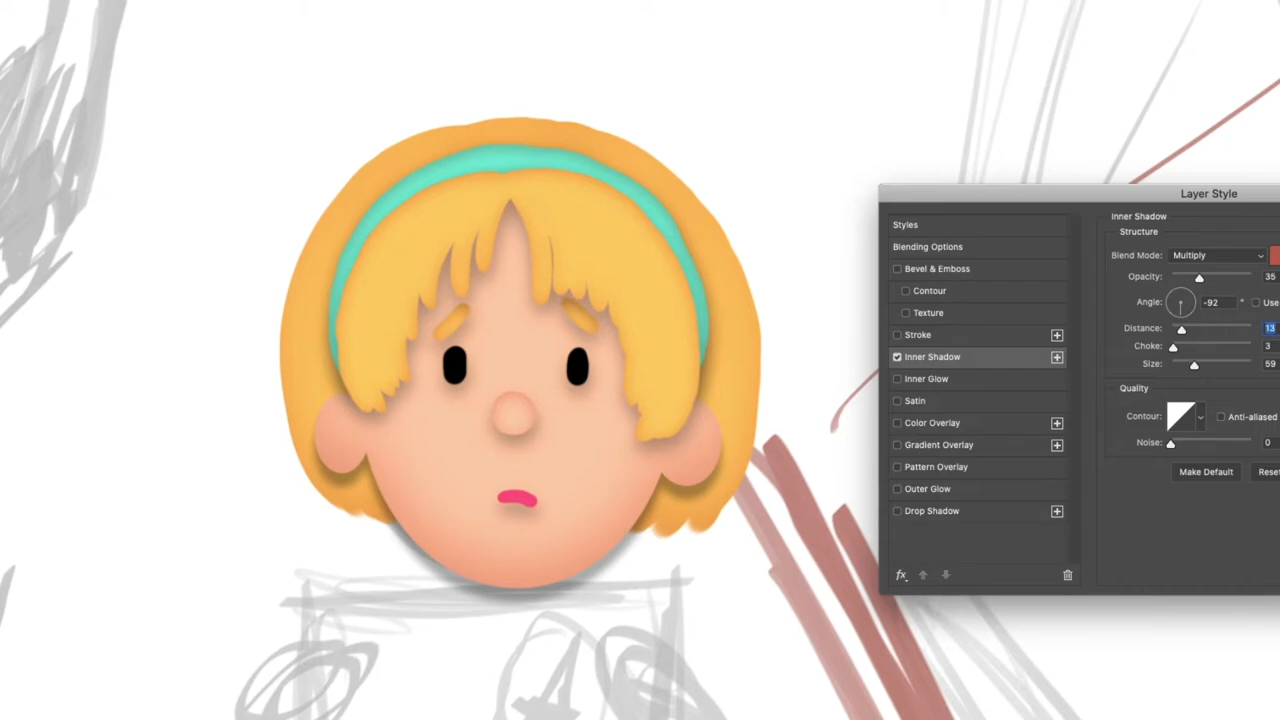 Layer Style
Styles
Blending Options
Bevel & Emboss
Contour
Texture
Stroke
Inner Shadow
Inner Glow
Satin
Color Overlay
Gradient Overlay
Pattern Overlay
Outer Glow
Drop Shadow
fx
Inner Shadow
Structure
Blend Mode: Multiply
Opacity: 35
Angle: -92 ° Use
Distance: 13
Choke: 3
Size: 59
Quality
Contour: Anti-aliased
Noise: 0
Make Default Reset